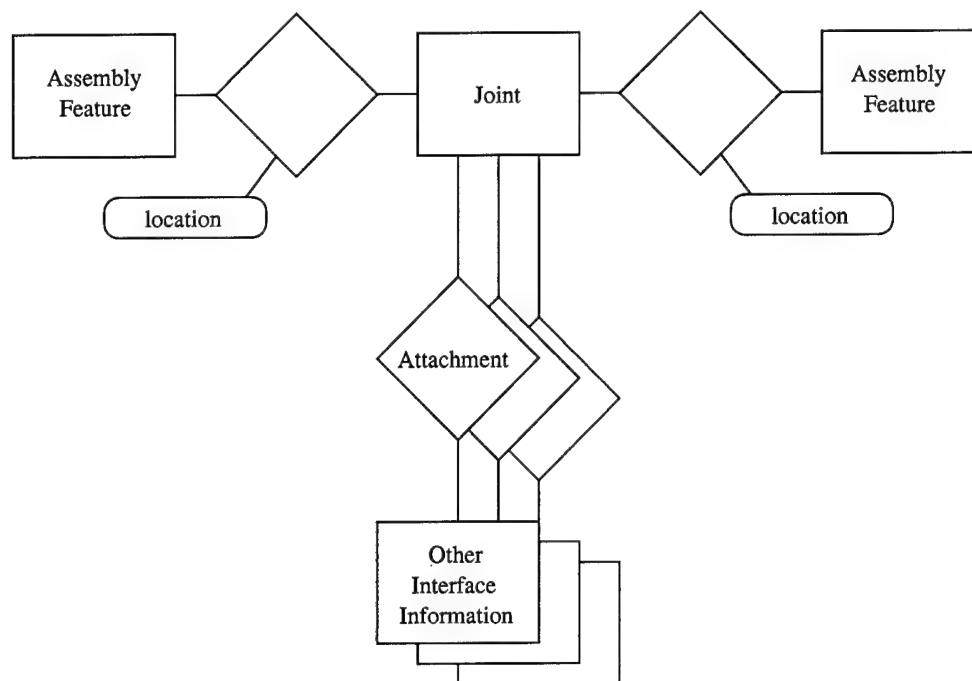 Assembly
Feature
Joint
Assembly
Feature
location
location
Attachment
Other
Interface
Information